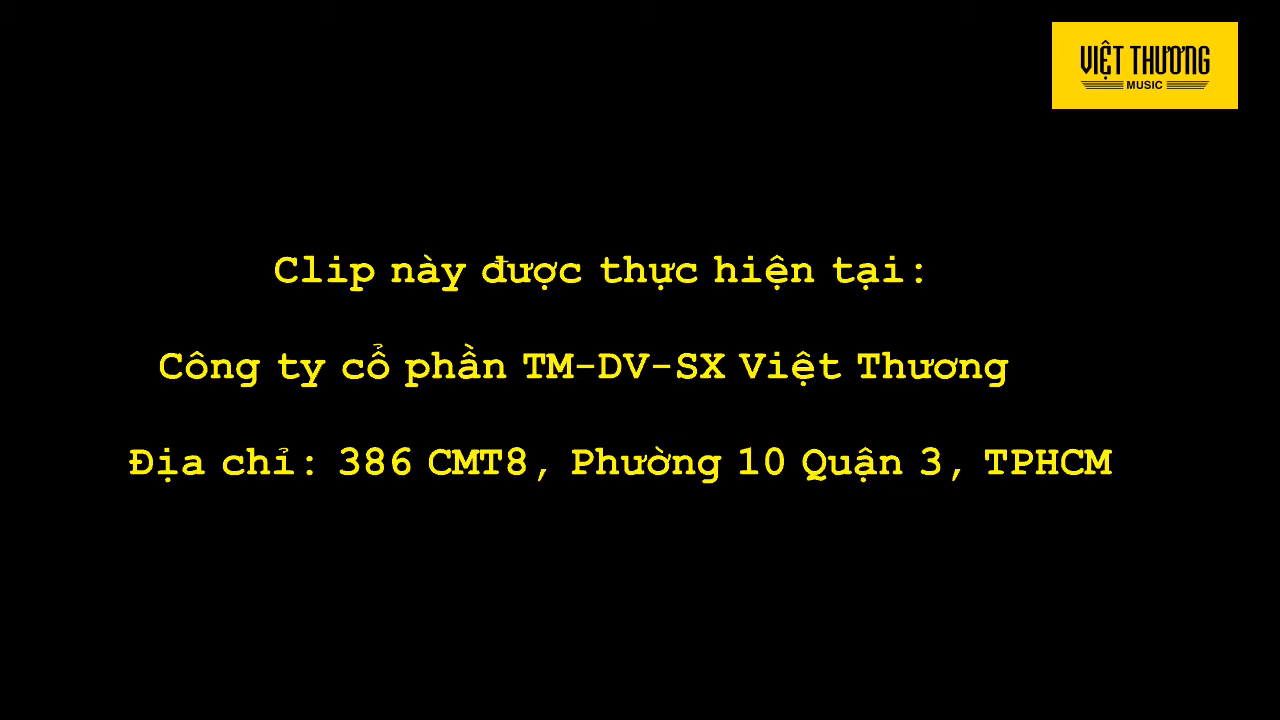 VIỆT THƯƠNG
MUSIC
Clip này được thực hiện tại:
Công ty cổ phần TM-DV-SX Việt Thương
Địa chỉ: 386 CMT8, Phường 10 Quận 3, TPHCM